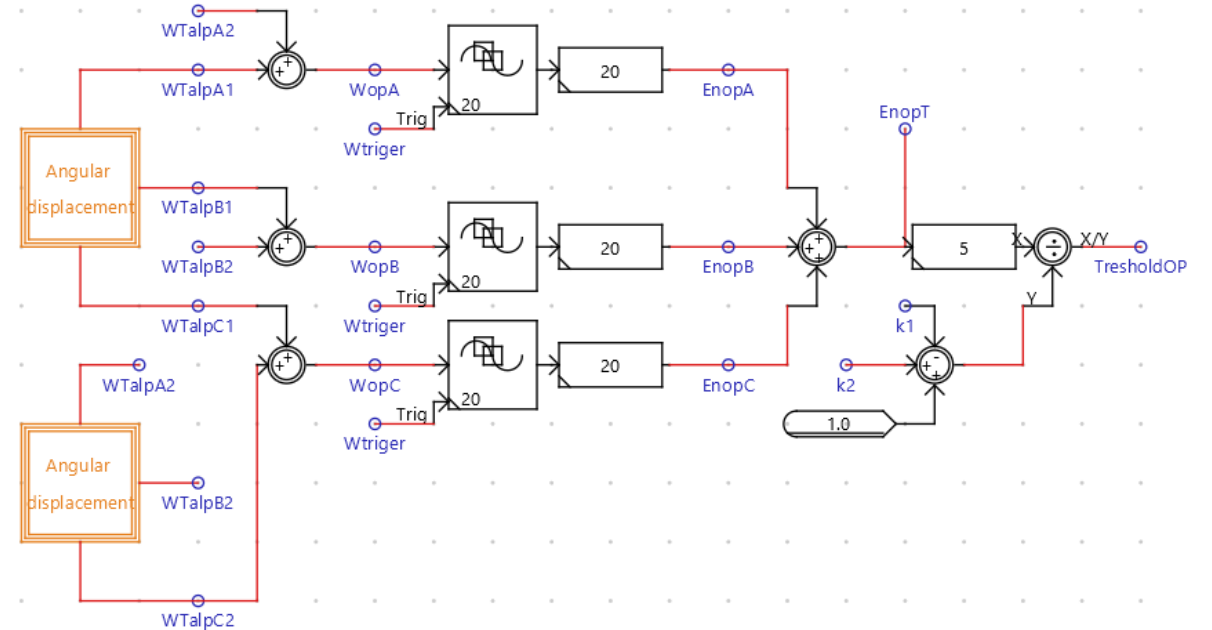 WTalpA2
+
+
WTalpA1
WopA
20
20
EnopA
Trig
Wtriger
EnopT
Angular
displacement
WTalpB1
+
+
WTalpB2
WopB
20
20
EnopB
Trig
Wtriger
+
+
+
5
X
÷
X/Y
TresholdOP
Y
WTalpC1
k1
+
+
WTalpA2
WopC
20
20
EnopC
Trig
Wtriger
k2
-
+
+
1.0
Angular
displacement
WTalpB2
WTalpC2